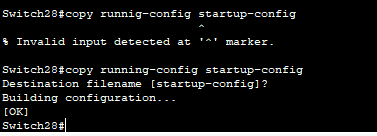 Switch28#copy runnig-config startup-config
^
% Invalid input detected at '^' marker.
Switch28#copy running-config startup-config
Destination filename [startup-config]?
Building configuration...
[OK]
Switch28#